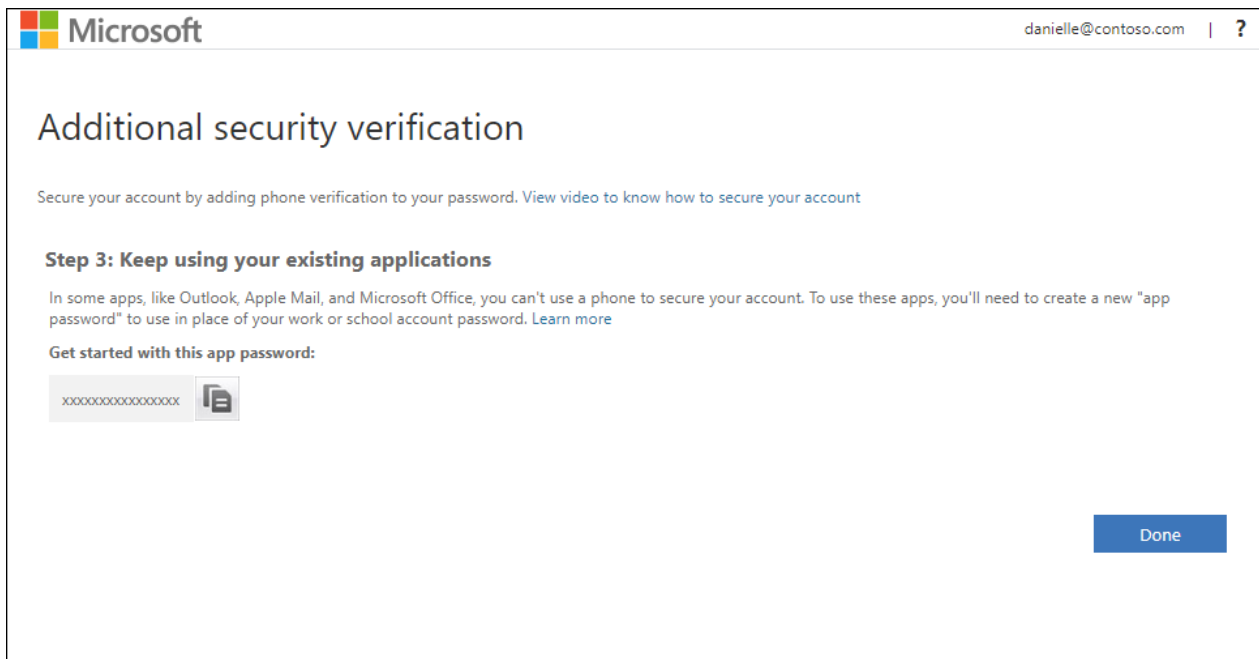 Microsoft
danielle@contoso.com | ?
Additional security verification
Secure your account by adding phone verification to your password. View video to know how to secure your account
Step 3: Keep using your existing applications
In some apps, like Outlook, Apple Mail, and Microsoft Office, you can't use a phone to secure your account. To use these apps, you'll need to create a new "app
password" to use in place of your work or school account password. Learn more
Get started with this app password:
xxxxxxxxxxxxxxxx
Done